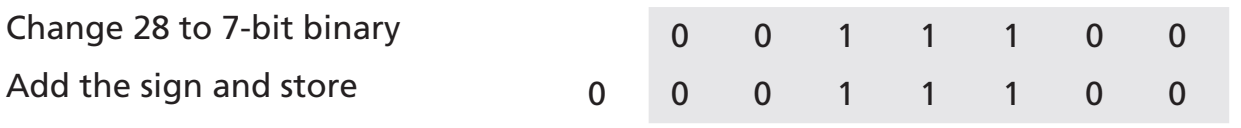 Change 28 to 7-bit binary 0 0 1 1 1 0 0
Add the sign and store 0 0 0 1 1 1 0 0